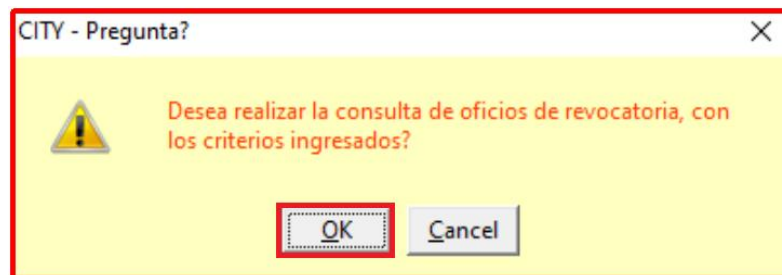 CITY - Pregunta?
Desea realizar la consulta de oficios de revocatoria, con
los criterios ingresados?
OK
Cancel